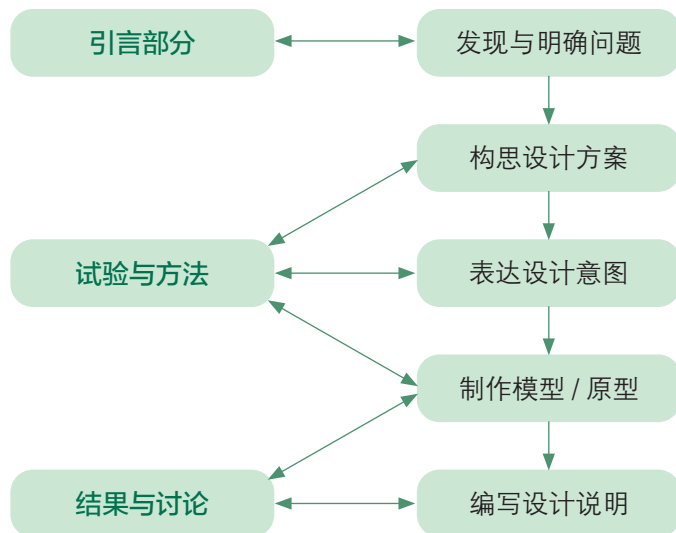 引言部分
发现与明确问题
构思设计方案
试验与方法
表达设计意图
制作模型 / 原型
结果与讨论
编写设计说明